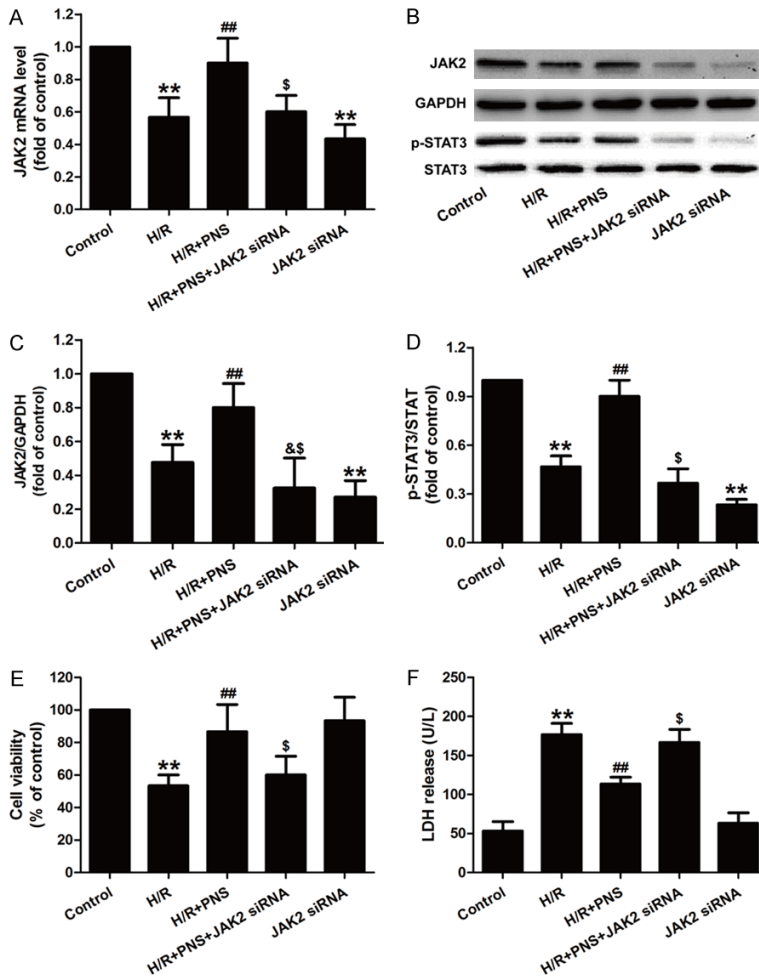 A
JAK2 mRNA level
(fold of control)
1.2
1.0
0.8
0.6
0.4
0.2
0.0
**
##
$
**
Control
H/R
H/R+PNS
H/R+PNS+JAK2 siRNA
JAK2 siRNA
B
JAK2
GAPDH
p-STAT3
STAT3
Control
H/R
H/R+PNS
H/R+PNS+JAK2 siRNA
JAK2 siRNA
C
JAK2/GAPDH
(fold of control)
1.2
1.0
0.8
0.6
0.4
0.2
0.0
**
##
&$
**
Control
H/R
H/R+PNS
H/R+PNS+JAK2 siRNA
JAK2 siRNA
D
p-STAT3/STAT
(fold of control)
1.2
0.9
0.6
0.3
0.0
**
##
$
**
Control
H/R
H/R+PNS
H/R+PNS+JAK2 siRNA
JAK2 siRNA
E
Cell viability
(% of control)
120
100
80
60
40
20
0
**
##
$
Control
H/R
H/R+PNS
H/R+PNS+JAK2 siRNA
JAK2 siRNA
F
LDH release (U/L)
250
200
150
100
50
0
**
##
$
Control
H/R
H/R+PNS
H/R+PNS+JAK2 siRNA
JAK2 siRNA